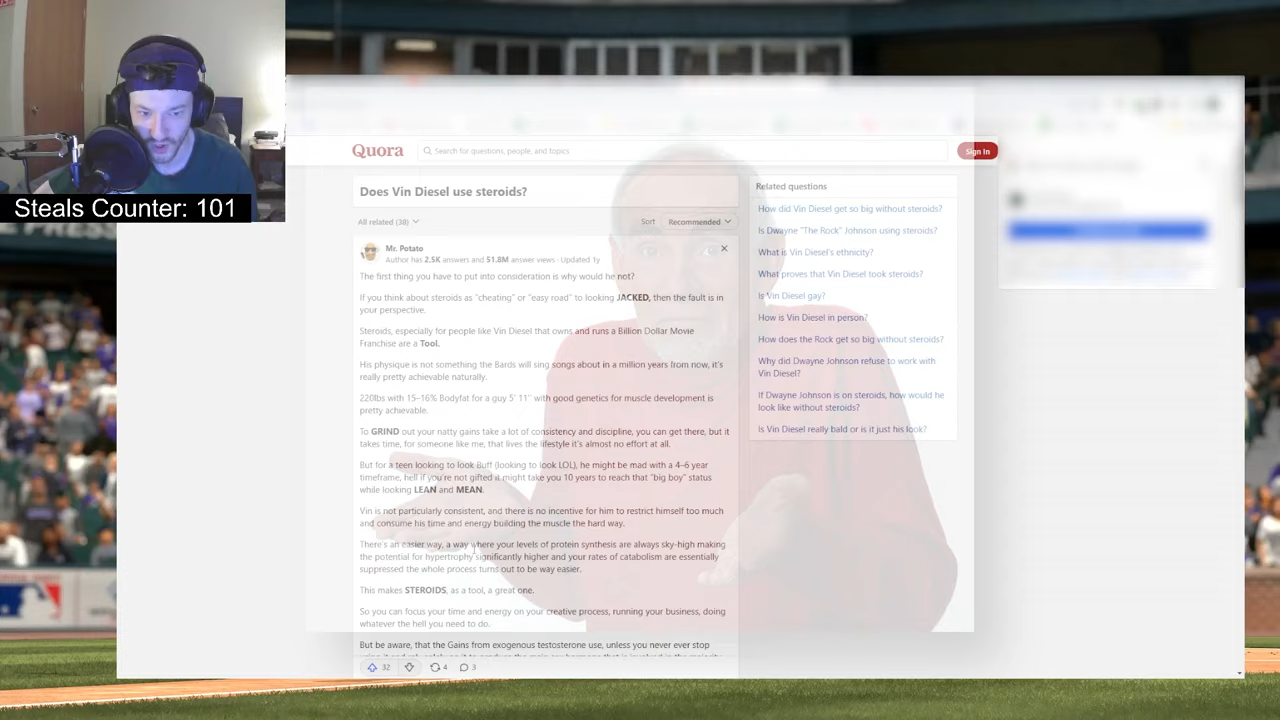 Quora
Search for questions, people, and topics
Sign In
Does Vin Diesel use steroids?
All related (38)
Sort
Recommended
Mr. Potato
Author has 2.5K answers and 51.8M answer views · Updated 1y
The first thing you have to put into consideration is why would he not?
If you think about steroids as "cheating" or "easy road" to looking JACKED, then the fault is in
your perspective.
Steroids, especially for people like Vin Diesel that owns and runs a Billion Dollar Movie
Franchise are a Tool.
His physique is not something the Bards will sing songs about in a million years from now, it's
really pretty achievable naturally.
220lbs with 15–16% Bodyfat for a guy 5' 11'' with good genetics for muscle development is
pretty achievable.
To GRIND out your natty gains take a lot of consistency and discipline, you can get there, but it
takes time, for someone like me, that lives the lifestyle it's almost no effort at all.
But for a teen looking to look Buff (looking to look LOL), he might be mad with a 4–6 year
timeframe, hell if you're not gifted it might take you 10 years to reach that "big boy" status
while looking LEAN and MEAN.
Vin is not particularly consistent, and there is no incentive for him to restrict himself too much
and consume his time and energy building the muscle the hard way.
There's an easier way, a way where your levels of protein synthesis are always sky-high making
the potential for hypertrophy significantly higher and your rates of catabolism are essentially
suppressed the whole process turns out to be way easier.
This makes STEROIDS, as a tool, a great one.
So you can focus your time and energy on your creative process, running your business, doing
whatever the hell you need to do.
But be aware, that the Gains from exogenous testosterone use, unless you never ever stop
32
4
3
Related questions
How did Vin Diesel get so big without steroids?
Is Dwayne "The Rock" Johnson using steroids?
What is Vin Diesel's ethnicity?
What proves that Vin Diesel took steroids?
Is Vin Diesel gay?
How is Vin Diesel in person?
How does the Rock get so big without steroids?
Why did Dwayne Johnson refuse to work with
Vin Diesel?
If Dwayne Johnson is on steroids, how would he
look like without steroids?
Is Vin Diesel really bald or is it just his look?
Steals Counter: 101